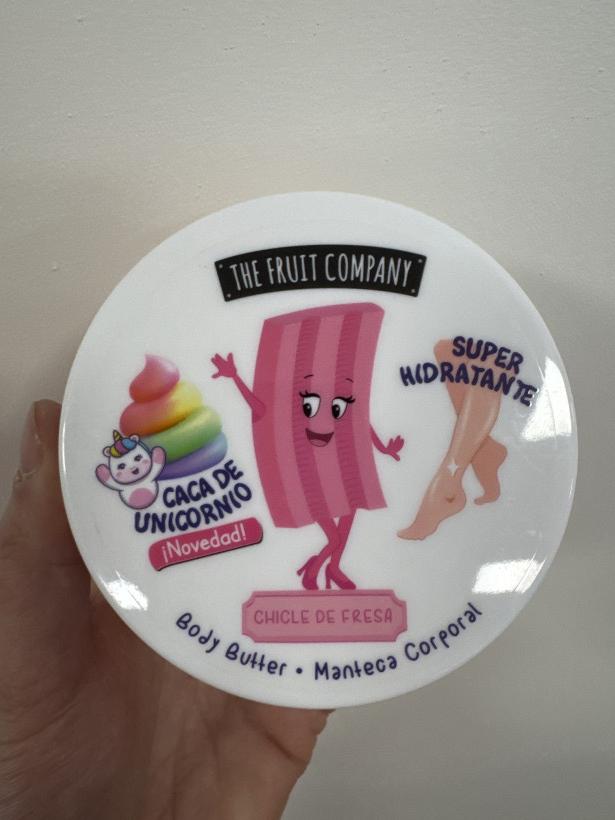 THE FRUIT COMPANY
SUPER
HIDRATANTE
CACA DE
UNICORNIO
¡Novedad!
CHICLE DE FRESA
Body Butter • Manteca Corporal